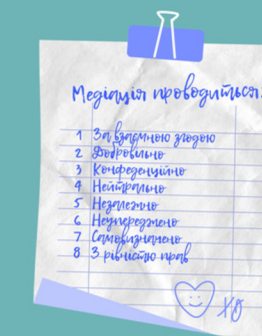 Медіація проводиться:
1 За взаємною згодою
2 Добровільно
3 Конфеденційно
4 Нейтрально
5 Незалежно
6 Неупереджено
7 Самовизначено
8 З рівністю прав